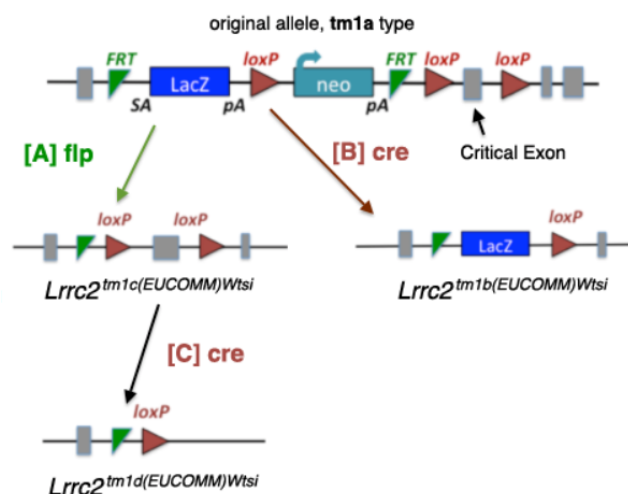 original allele, tm1a type
FRT loxP FRT loxP loxP
LacZ neo
SA pA pA
Critical Exon
[A] flp [B] cre
loxP loxP loxP
LacZ
Lrrc2tm1c(EUCOMM)Wtsi Lrrc2tm1b(EUCOMM)Wtsi
[C] cre
loxP
Lrrc2tm1d(EUCOMM)Wtsi